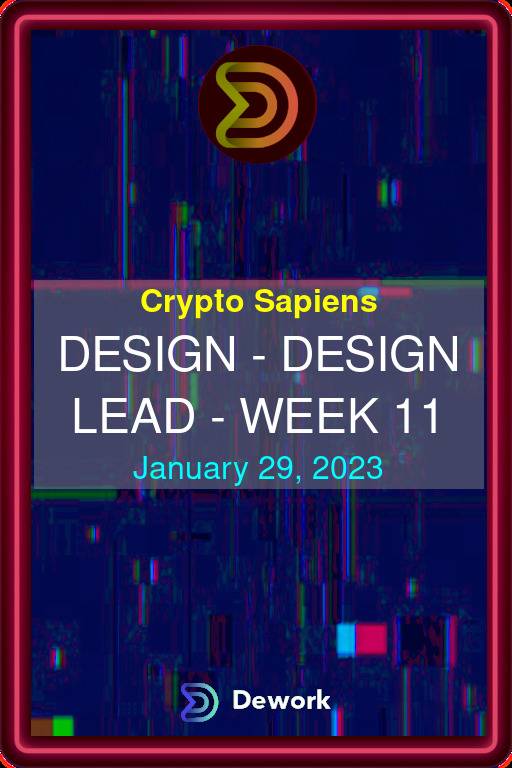 Crypto Sapiens
DESIGN - DESIGN
LEAD - WEEK 11
January 29, 2023
Dework